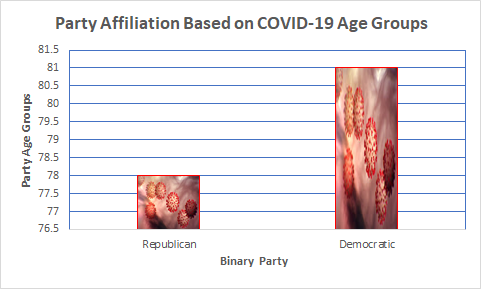 Party Affiliation Based on COVID-19 Age Groups
81.5
81
80.5
80
79.5
79
78.5
78
77.5
77
76.5
Party Age Groups
Republican
Democratic
Binary Party